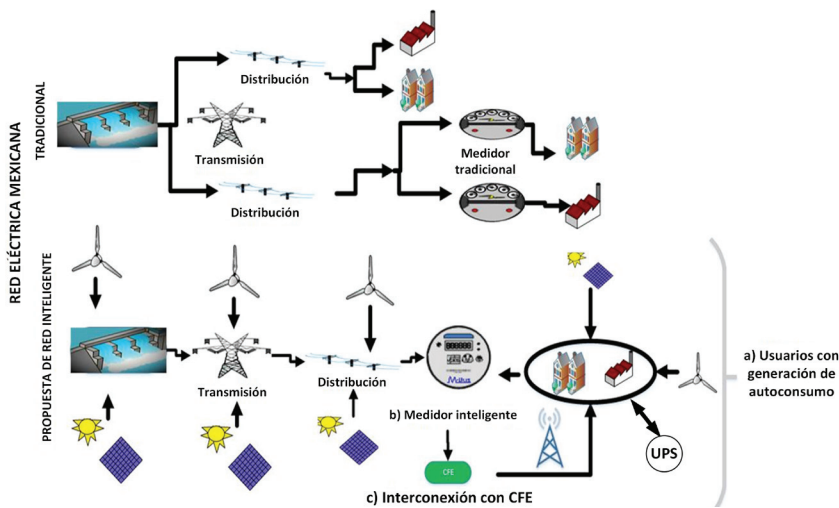 RED ELÉCTRICA MEXICANA
TRADICIONAL
Distribución
Transmisión
Medidor
tradicional
Distribución
PROPUESTA DE RED INTELIGENTE
Transmisión
Distribución
b) Medidor inteligente
CFE
c) Interconexión con CFE
UPS
a) Usuarios con
generación de
autoconsumo